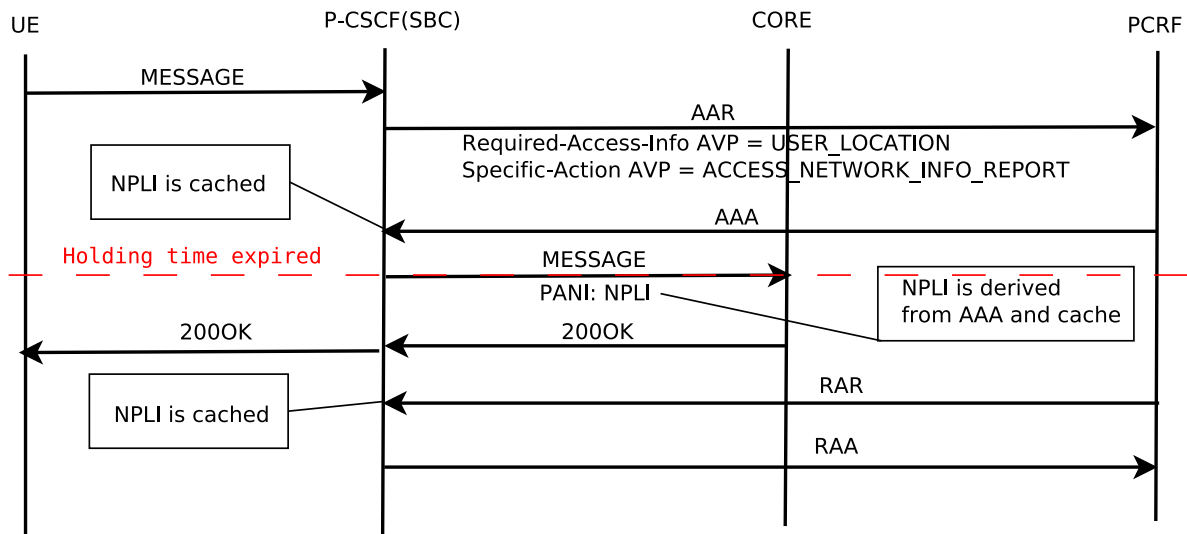 UE
P-CSCF(SBC)
CORE
PCRF
MESSAGE
AAR
Required-Access-Info AVP = USER_LOCATION
Specific-Action AVP = ACCESS_NETWORK_INFO_REPORT
NPLI is cached
AAA
Holding time expired
MESSAGE
PANI: NPLI
NPLI is derived
from AAA and cache
200OK
200OK
RAR
NPLI is cached
RAA